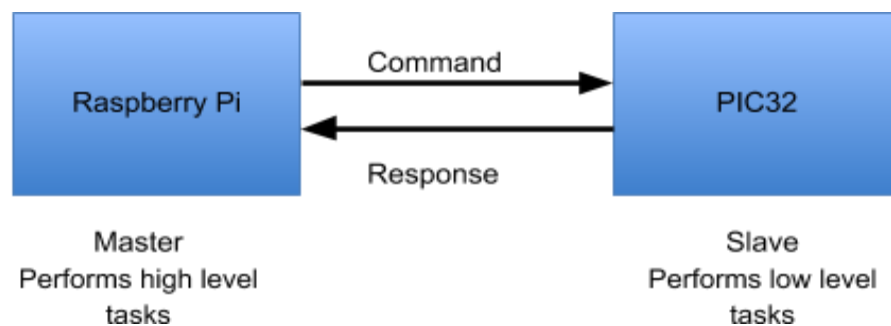 Command
Raspberry Pi
PIC32
Response
Master
Performs high level
tasks
Slave
Performs low level
tasks